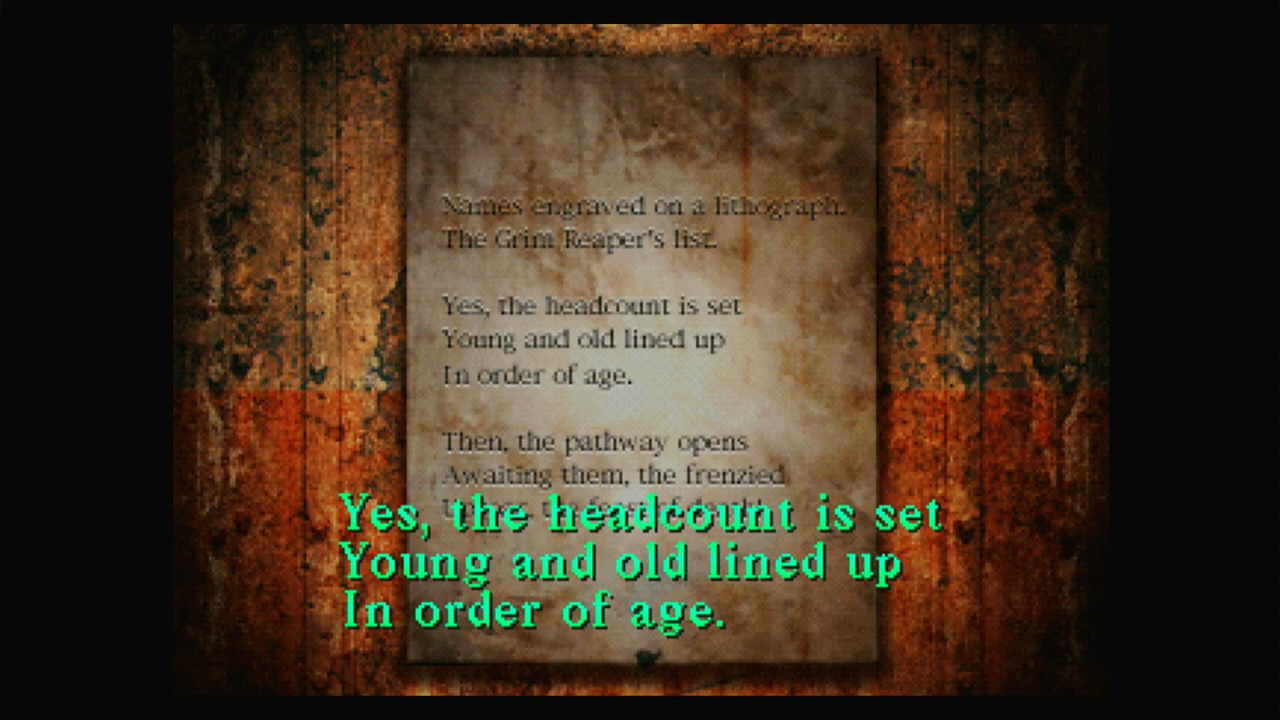 Names engraved on a lithograph.
The Grim Reaper's list.
Yes, the headcount is set
Young and old lined up
In order of age.
Then, the pathway opens
Awaiting them, the frenzied
Yes, the headcount is set
Young and old lined up
In order of age.